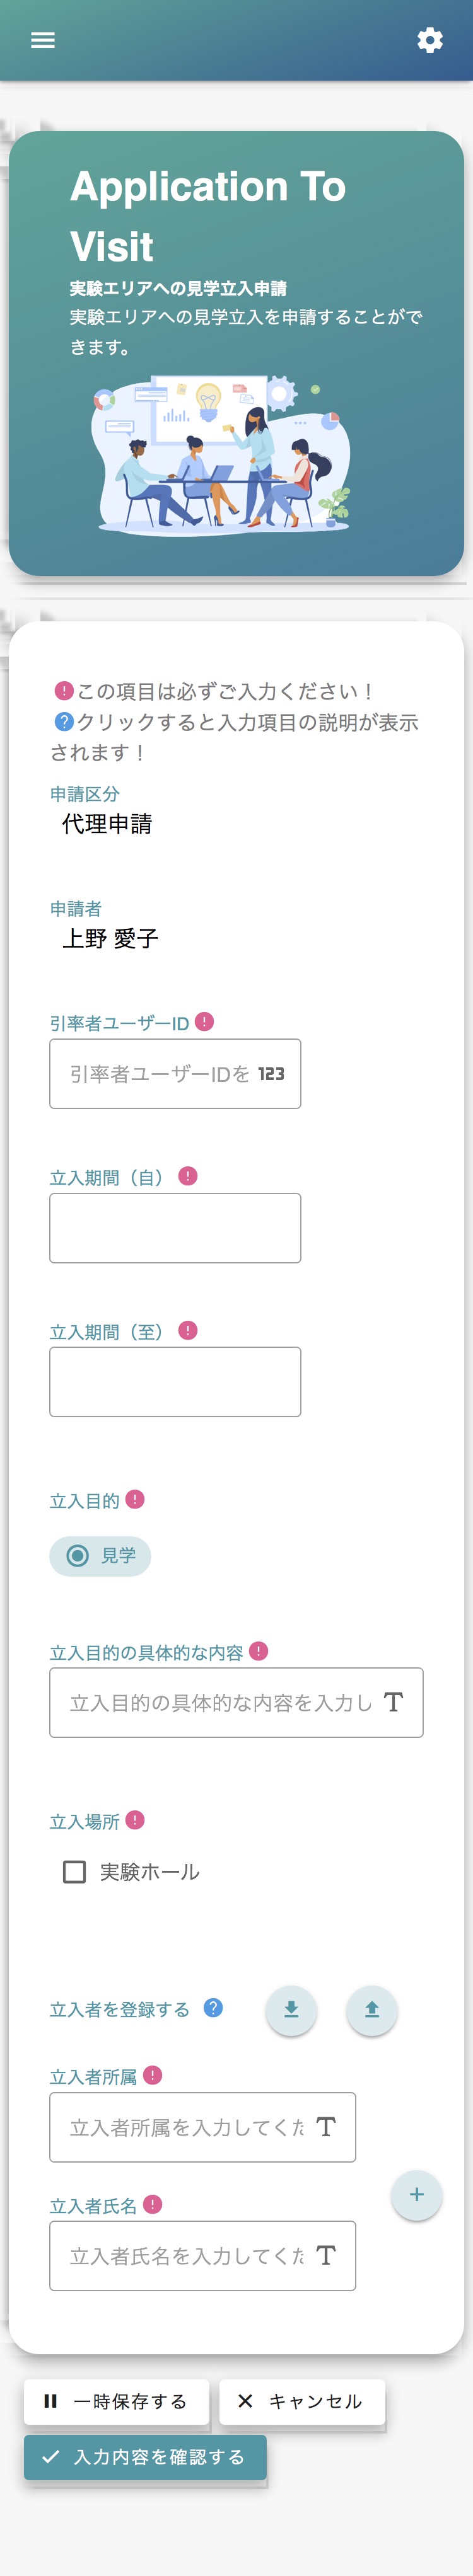 Application To
Visit
実験エリアへの見学立入申請
実験エリアへの見学立入を申請することがで
きます。
この項目は必ずご入力ください！
クリックすると入力項目の説明が表示
されます！
申請区分
代理申請
申請者
上野 愛子
引率者ユーザーID
引率者ユーザーIDを 123
立入期間（自）
立入期間（至）
立入目的
見学
立入目的の具体的な内容
立入目的の具体的な内容を入力し
立入場所
実験ホール
立入者を登録する
立入者所属
立入者所属を入力してくだ
立入者氏名
立入者氏名を入力してくだ
一時保存する
キャンセル
入力内容を確認する